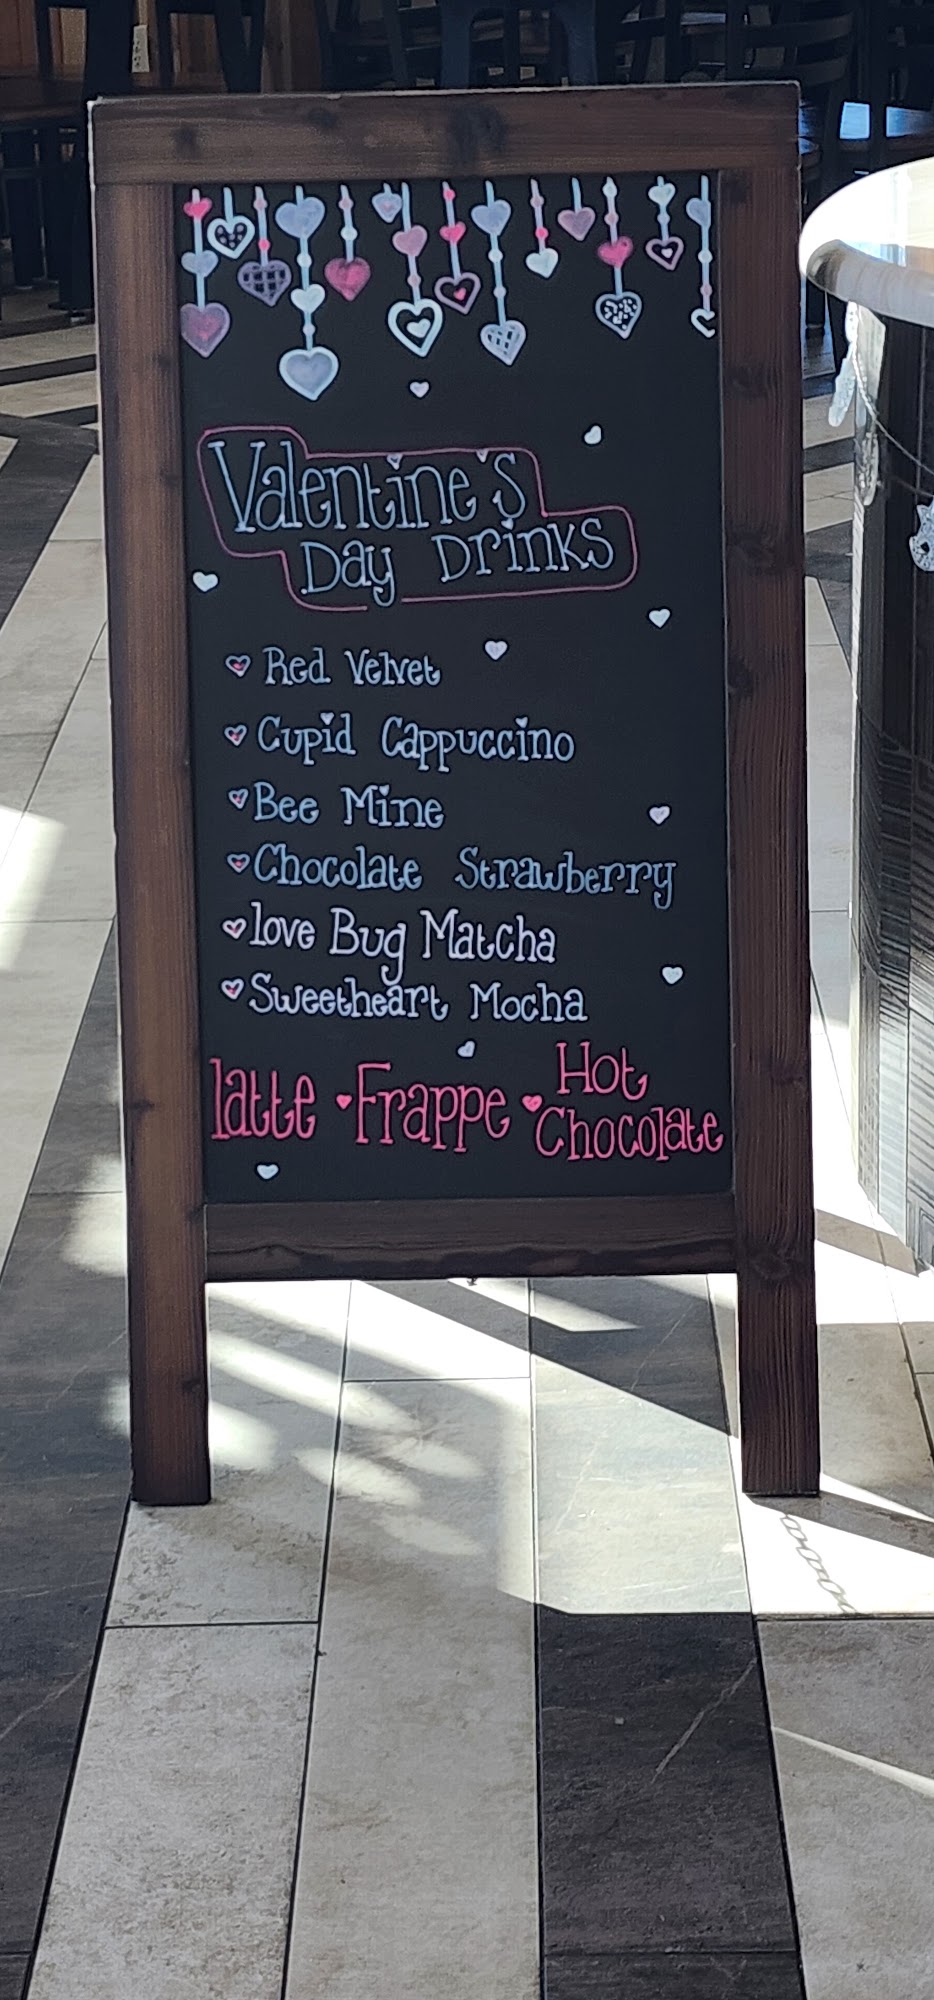 Valentine's
Day Drinks
Red Velvet
Cupid Cappuccino
Bee Mine
Chocolate Strawberry
love Bug Matcha
Sweetheart Mocha
latte Frappe Hot
Chocolate